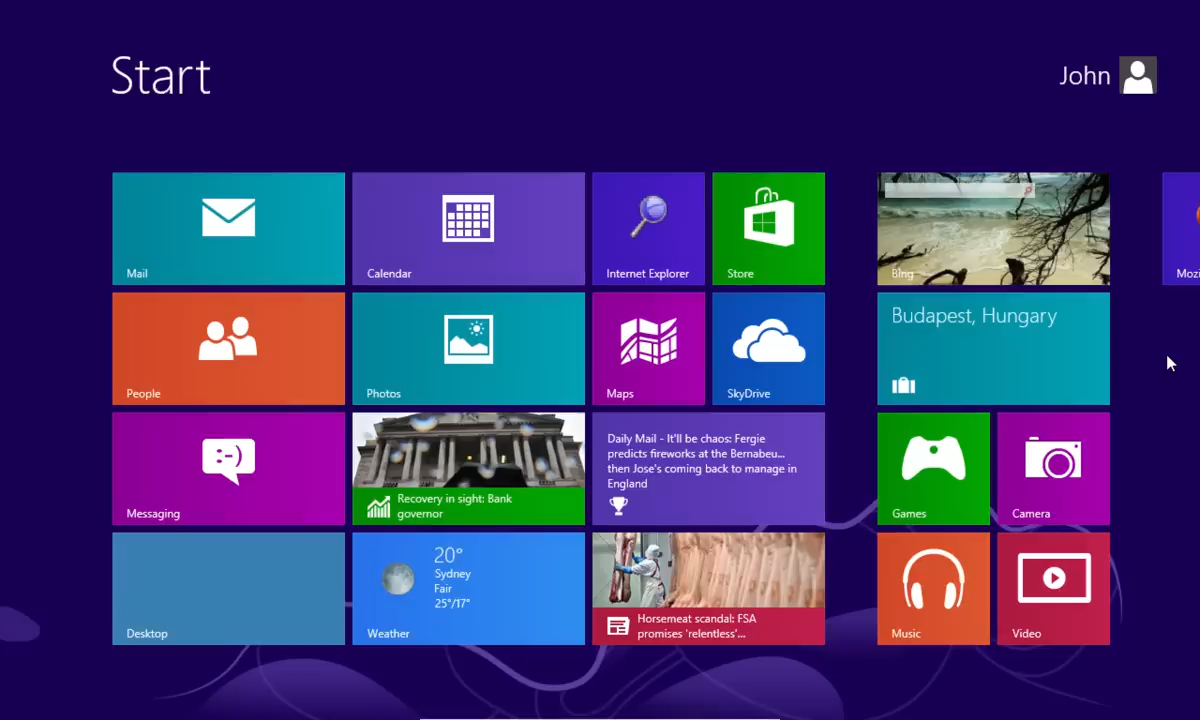 Start
John
Mail
Calendar
Internet Explorer
Store
Bing
Mozi
People
Photos
Maps
SkyDrive
Budapest, Hungary
Messaging
:-)
Recovery in sight: Bank
governor
Daily Mail - It'll be chaos: Fergie
predicts fireworks at the Bernabeu...
then Jose's coming back to manage in
England
Games
Camera
Desktop
20°
Sydney
Fair
25°/17°
Weather
Horsemeat scandal: FSA
promises 'relentless'...
Music
Video